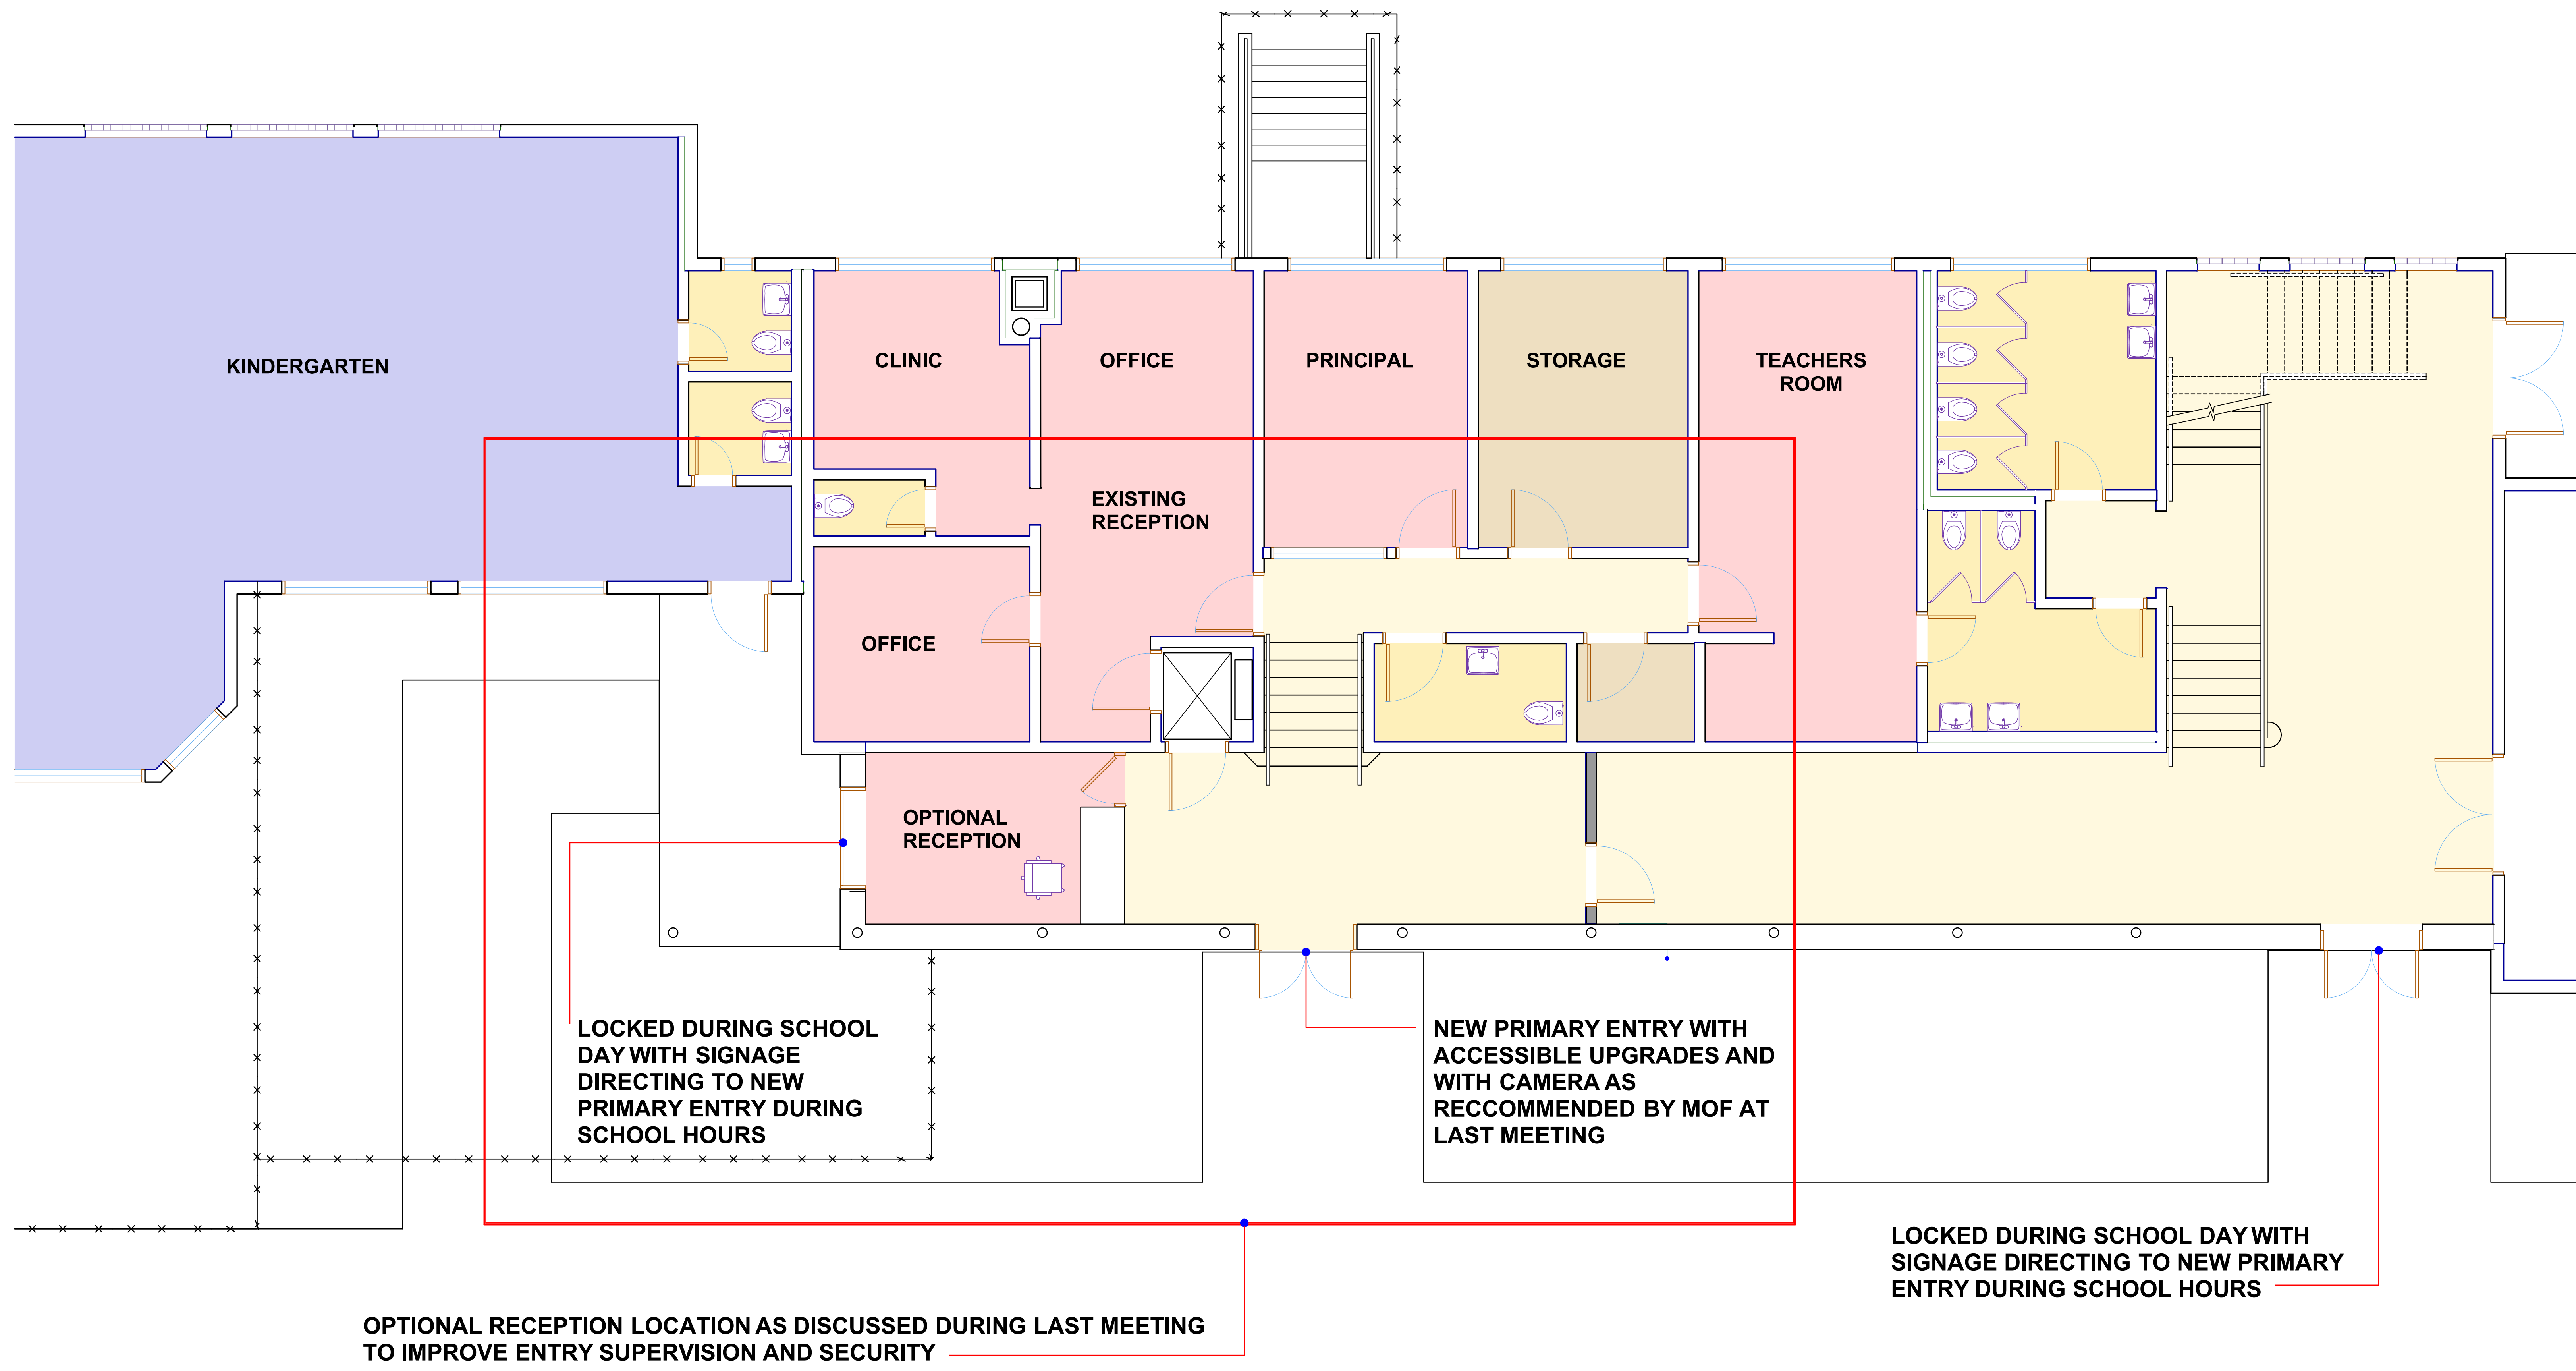 KINDERGARTEN
CLINIC
OFFICE
PRINCIPAL
STORAGE
TEACHERS
ROOM
EXISTING
RECEPTION
OFFICE
OPTIONAL
RECEPTION
LOCKED DURING SCHOOL
DAY WITH SIGNAGE
DIRECTING TO NEW
PRIMARY ENTRY DURING
SCHOOL HOURS
NEW PRIMARY ENTRY WITH
ACCESSIBLE UPGRADES AND
WITH CAMERA AS
RECCOMMENDED BY MOF AT
LAST MEETING
LOCKED DURING SCHOOL DAY WITH
SIGNAGE DIRECTING TO NEW PRIMARY
ENTRY DURING SCHOOL HOURS
OPTIONAL RECEPTION LOCATION AS DISCUSSED DURING LAST MEETING
TO IMPROVE ENTRY SUPERVISION AND SECURITY